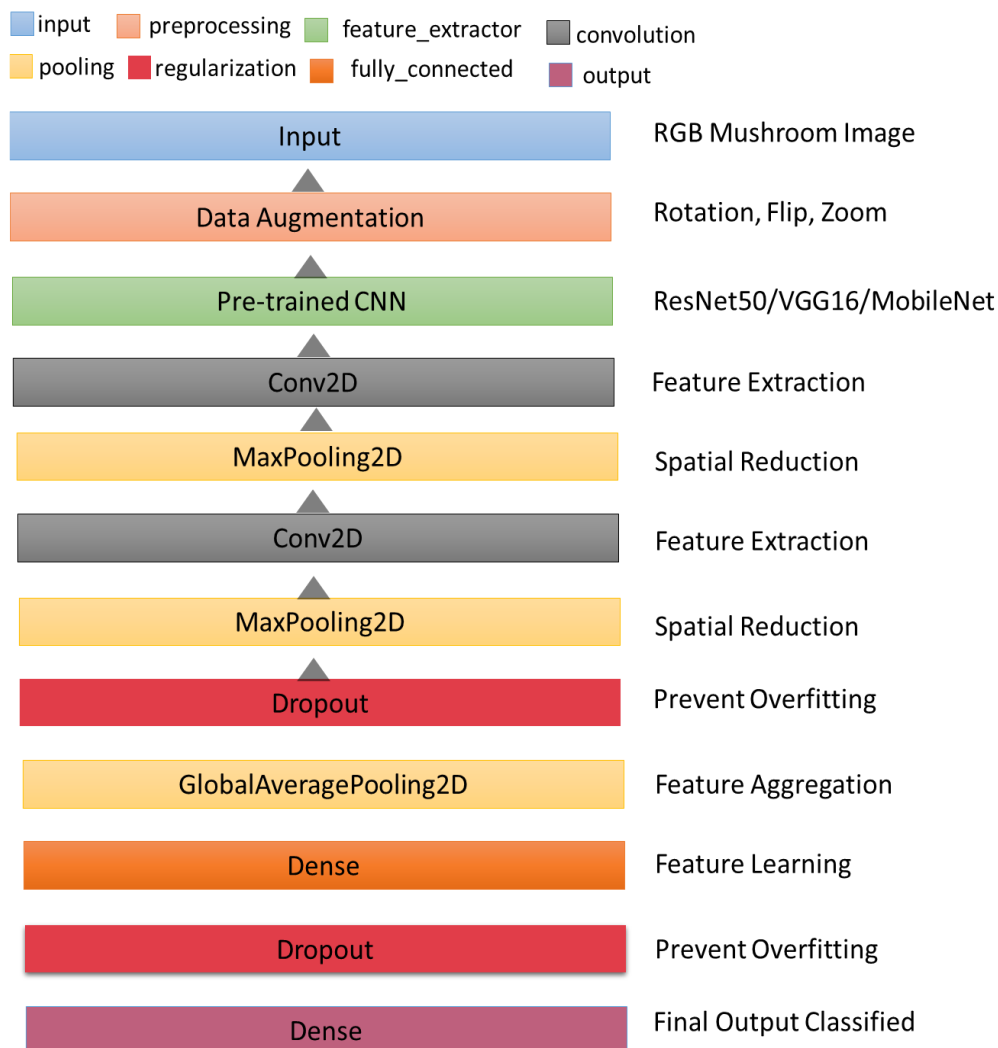 input preprocessing feature_extractor convolution
pooling regularization fully_connected output
Input RGB Mushroom Image
Data Augmentation Rotation, Flip, Zoom
Pre-trained CNN ResNet50/VGG16/MobileNet
Conv2D Feature Extraction
MaxPooling2D Spatial Reduction
Conv2D Feature Extraction
MaxPooling2D Spatial Reduction
Dropout Prevent Overfitting
GlobalAveragePooling2D Feature Aggregation
Dense Feature Learning
Dropout Prevent Overfitting
Dense Final Output Classified